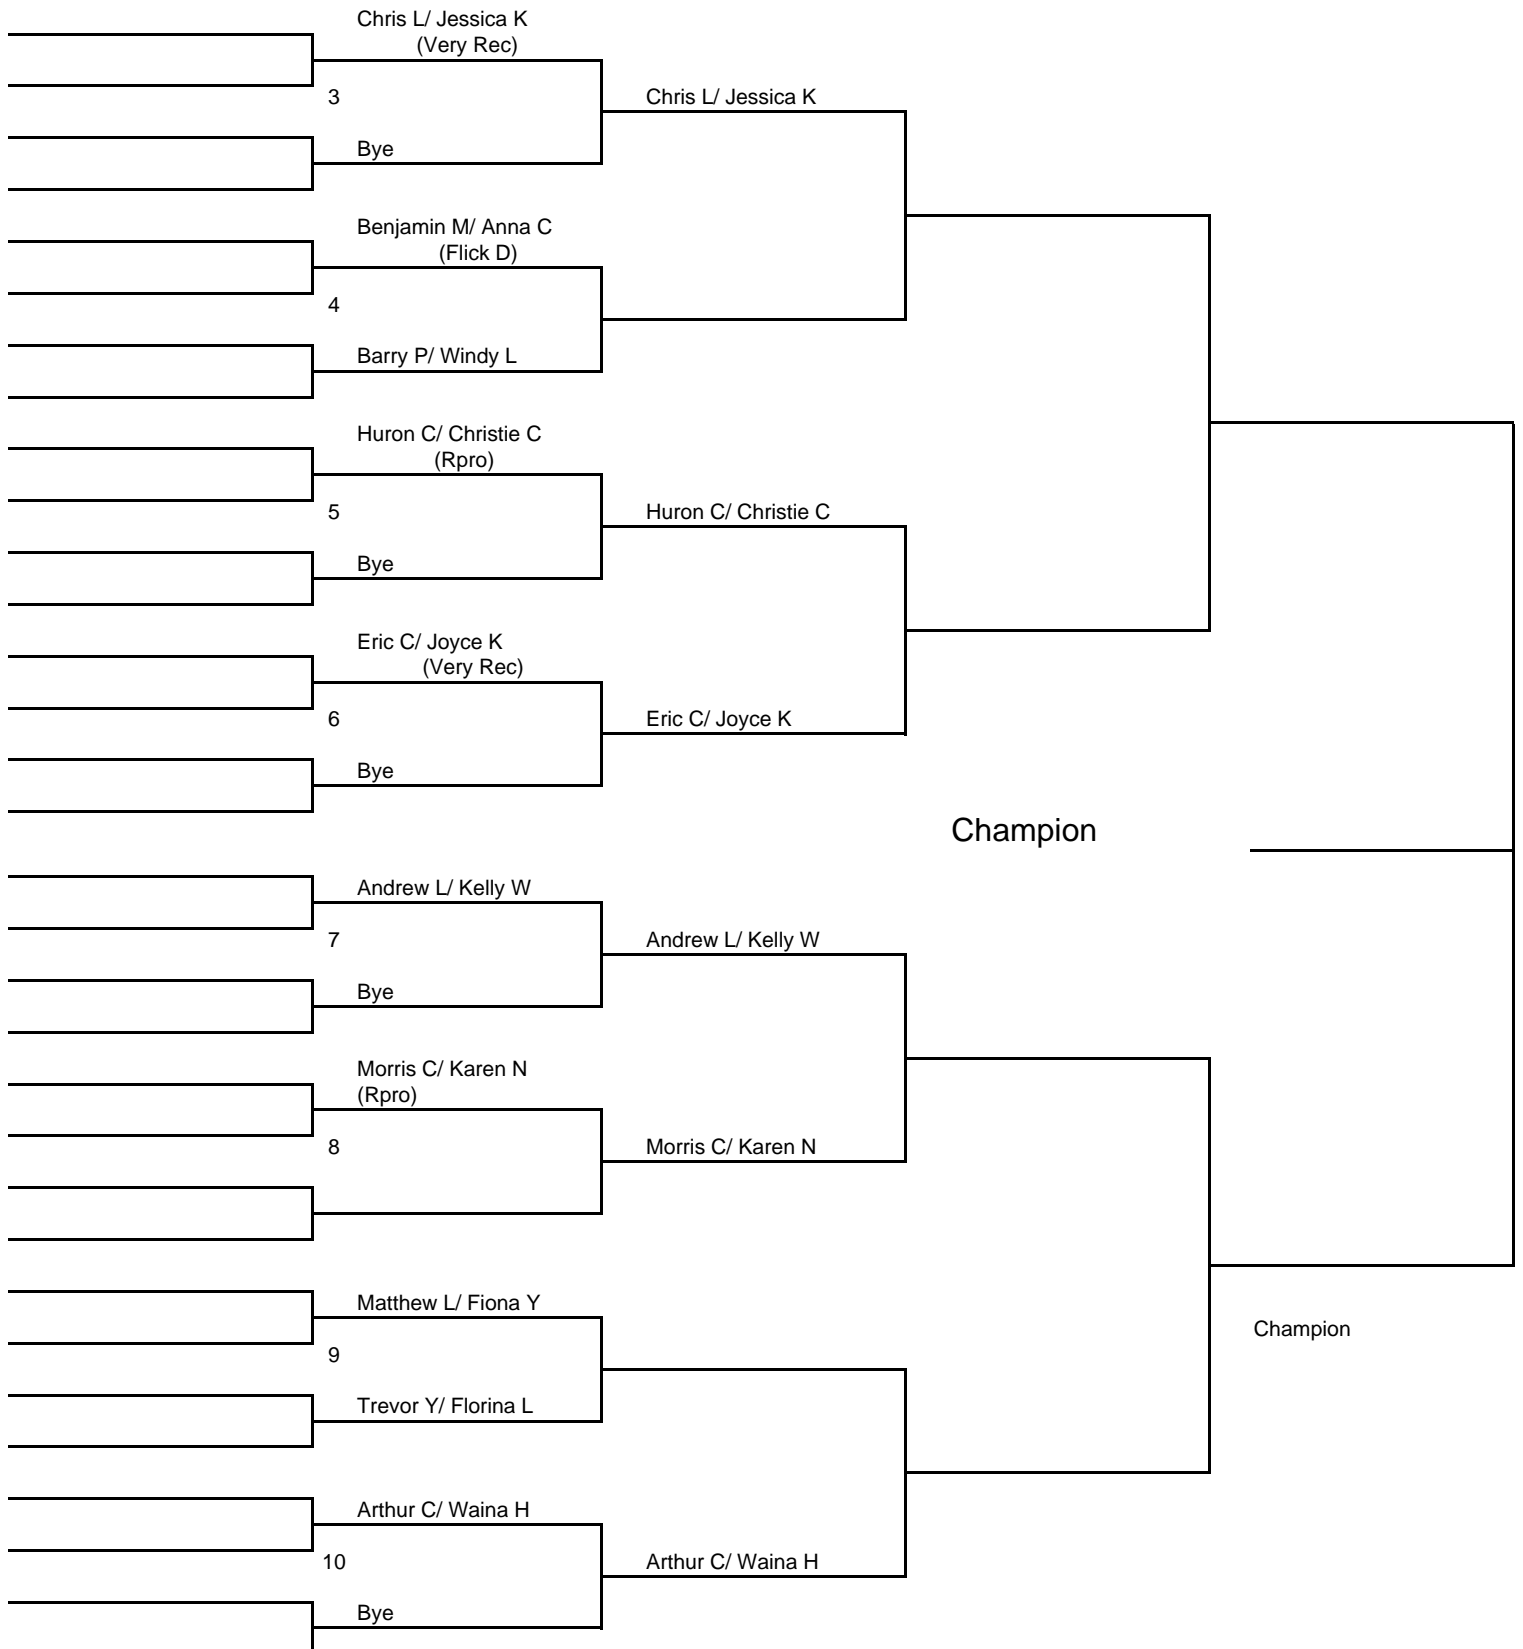 Chris L/ Jessica K
(Very Rec)
3
Chris L/ Jessica K
Bye
Benjamin M/ Anna C
(Flick D)
4
Barry P/ Windy L
Huron C/ Christie C
(Rpro)
5
Huron C/ Christie C
Bye
Eric C/ Joyce K
(Very Rec)
6
Eric C/ Joyce K
Bye
Champion
Andrew L/ Kelly W
7
Andrew L/ Kelly W
Bye
Morris C/ Karen N
(Rpro)
8
Morris C/ Karen N
Matthew L/ Fiona Y
9
Champion
Trevor Y/ Florina L
Arthur C/ Waina H
10
Arthur C/ Waina H
Bye